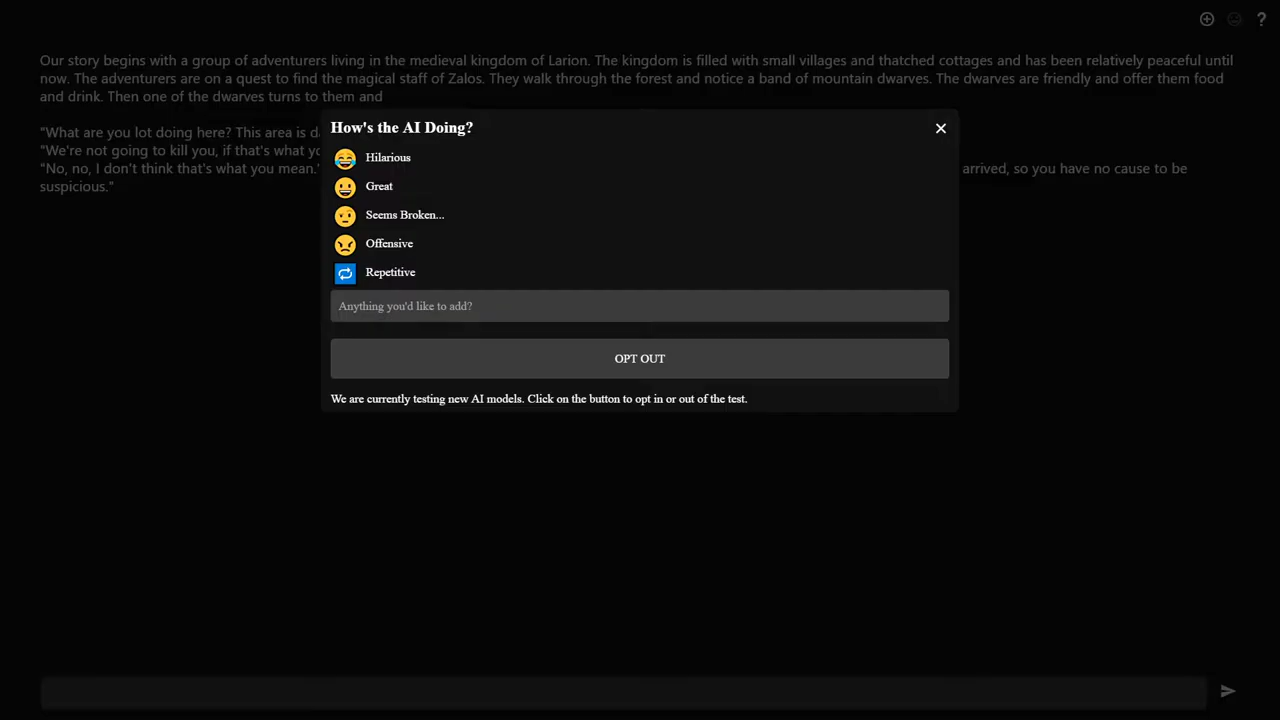 Our story begins with a group of adventurers living in the medieval kingdom of Larion. The kingdom is filled with small villages and thatched cottages and has been relatively peaceful until
now. The adventurers are on a quest to find the magical staff of Zalos. They walk through the forest and notice a band of mountain dwarves. The dwarves are friendly and offer them food
and drink. Then one of the dwarves turns to them and
"What are you lot doing here? This area is
"We're not going to kill you, if that's what
"No, no, I don't think that's what you mean." arrived, so you have no cause to be
suspicious."
How's the AI Doing?
Hilarious
Great
Seems Broken...
Offensive
Repetitive
Anything you'd like to add?
OPT OUT
We are currently testing new AI models. Click on the button to opt in or out of the test.